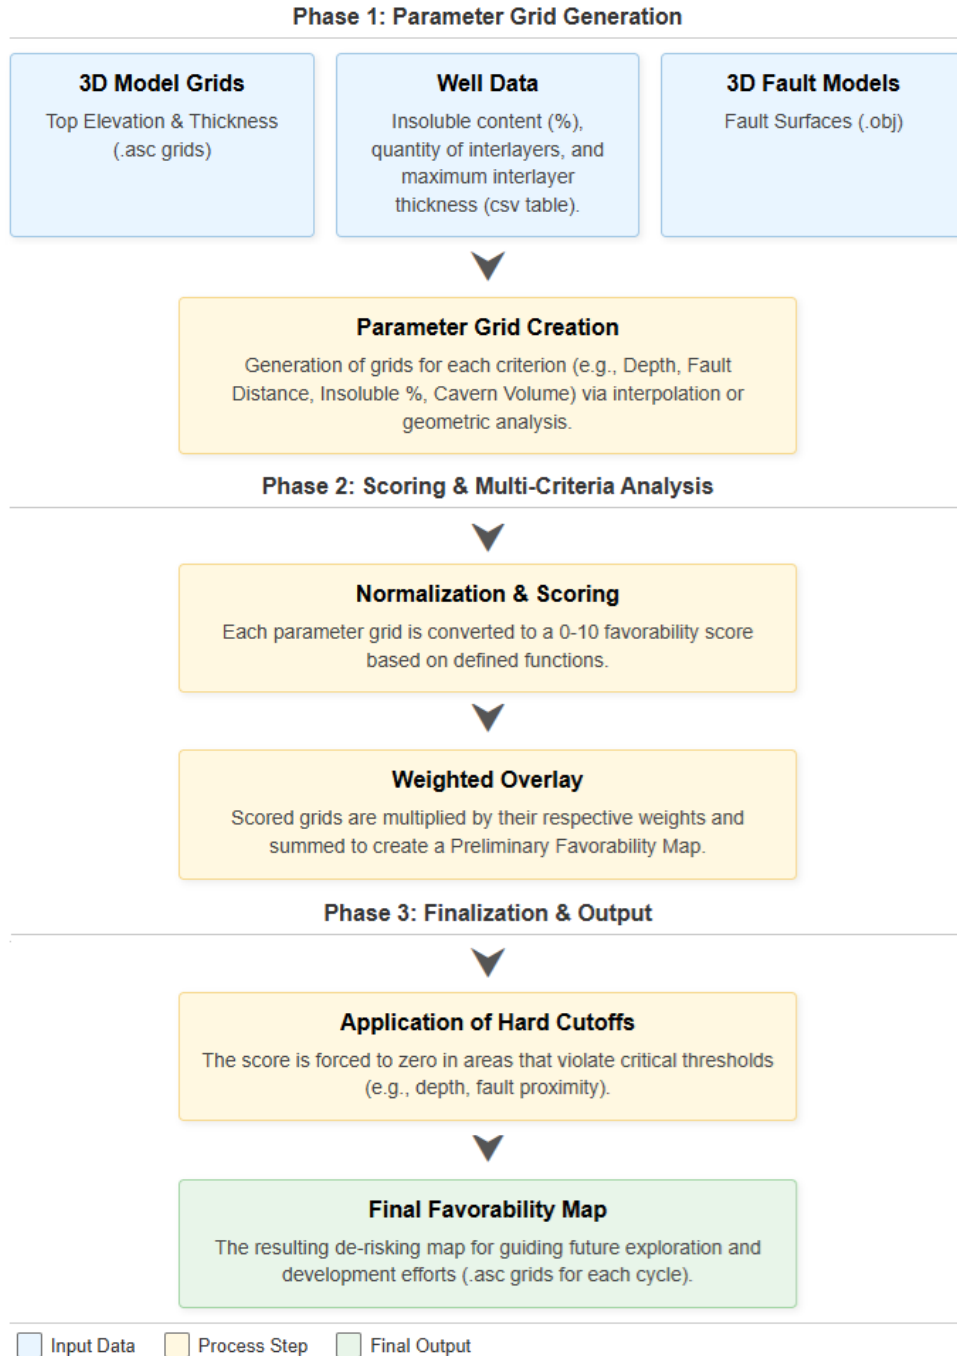 Phase 1: Parameter Grid Generation
3D Model Grids
Top Elevation & Thickness
(.asc grids)
Well Data
Insoluble content (%),
quantity of interlayers, and
maximum interlayer
thickness (csv table).
3D Fault Models
Fault Surfaces (.obj)
Parameter Grid Creation
Generation of grids for each criterion (e.g., Depth, Fault
Distance, Insoluble %, Cavern Volume) via interpolation or
geometric analysis.
Phase 2: Scoring & Multi-Criteria Analysis
Normalization & Scoring
Each parameter grid is converted to a 0-10 favorability score
based on defined functions.
Weighted Overlay
Scored grids are multiplied by their respective weights and
summed to create a Preliminary Favorability Map.
Phase 3: Finalization & Output
Application of Hard Cutoffs
The score is forced to zero in areas that violate critical thresholds
(e.g., depth, fault proximity).
Final Favorability Map
The resulting de-risking map for guiding future exploration and
development efforts (.asc grids for each cycle).
Input Data Process Step Final Output